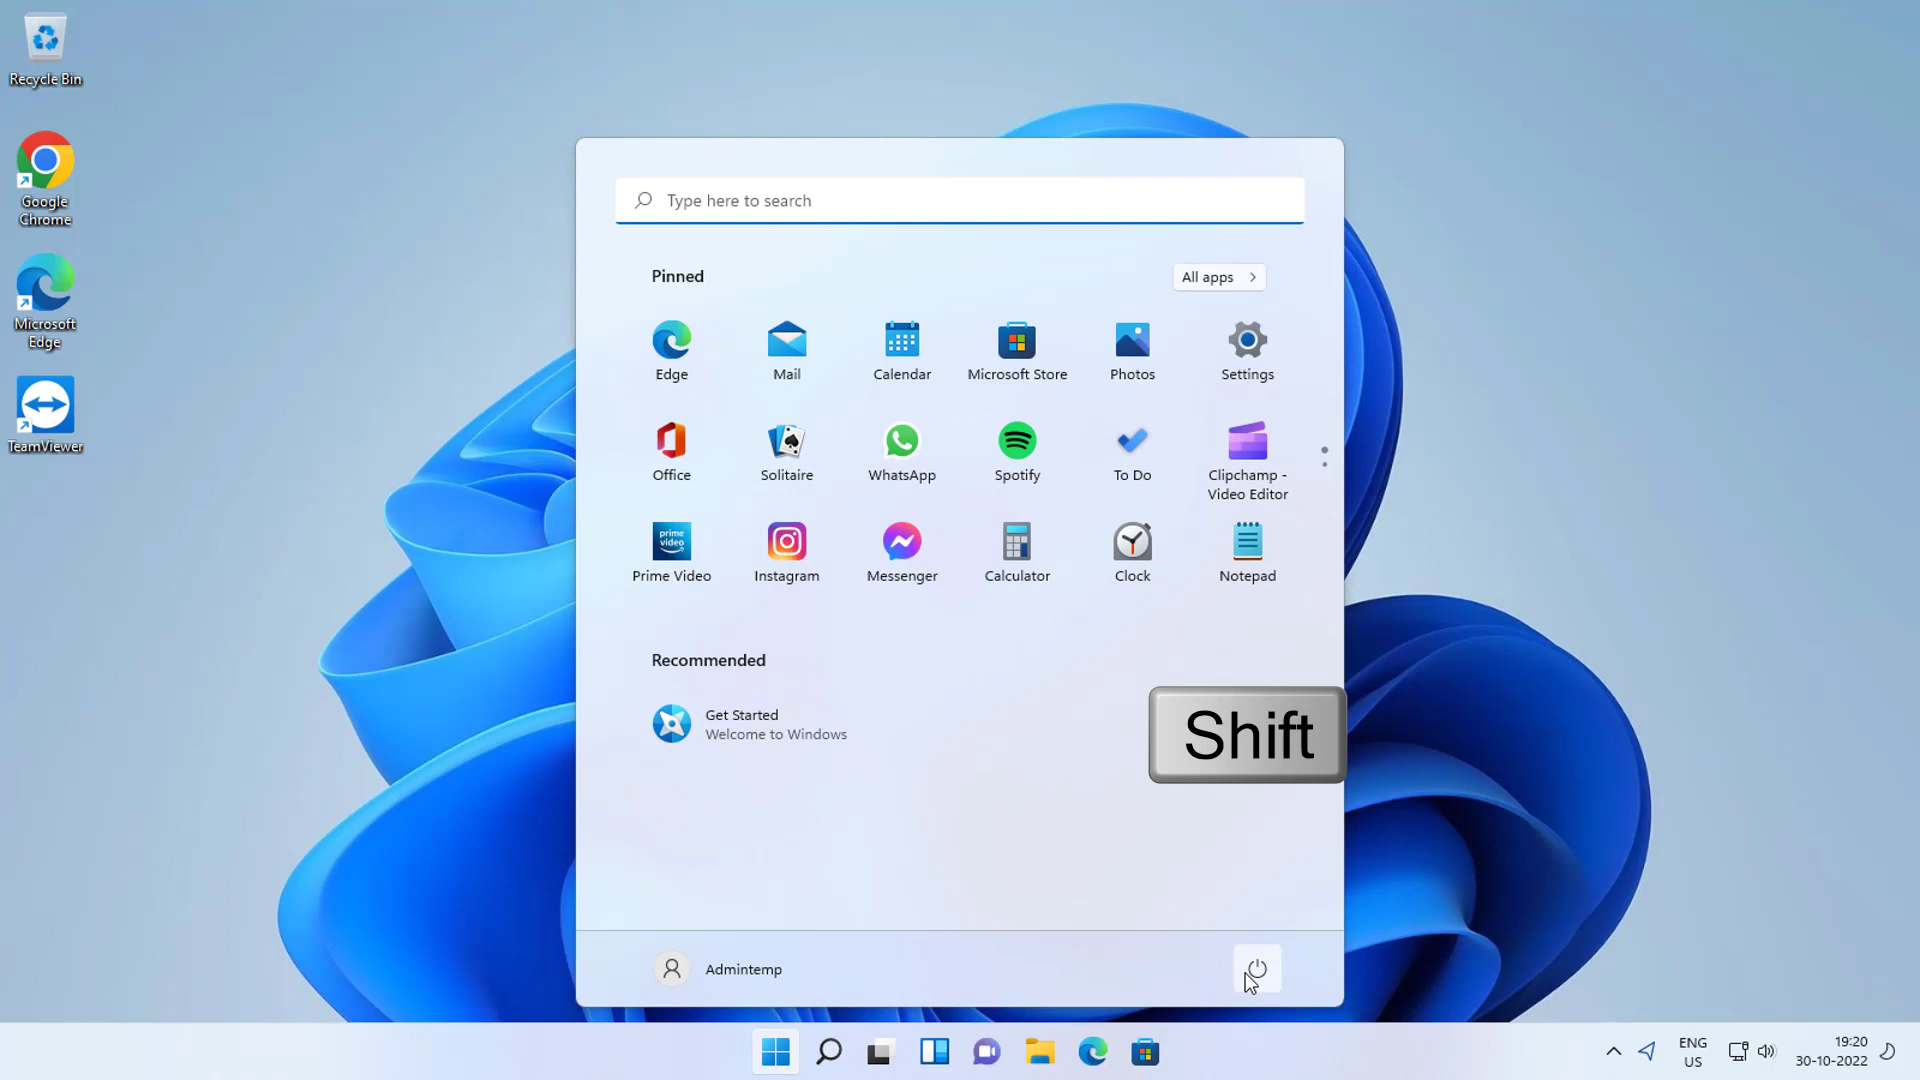 Recycle Bin
Google
Chrome
Microsoft
Edge
TeamViewer
Type here to search
Pinned
All apps
Edge
Mail
Calendar
Microsoft Store
Photos
Settings
Office
Solitaire
WhatsApp
Spotify
To Do
Clipchamp -
Video Editor
prime
video
Prime Video
Instagram
Messenger
Calculator
Clock
Notepad
Recommended
Get Started
Welcome to Windows
Shift
Admintemp
ENG
US
19:20
30-10-2022